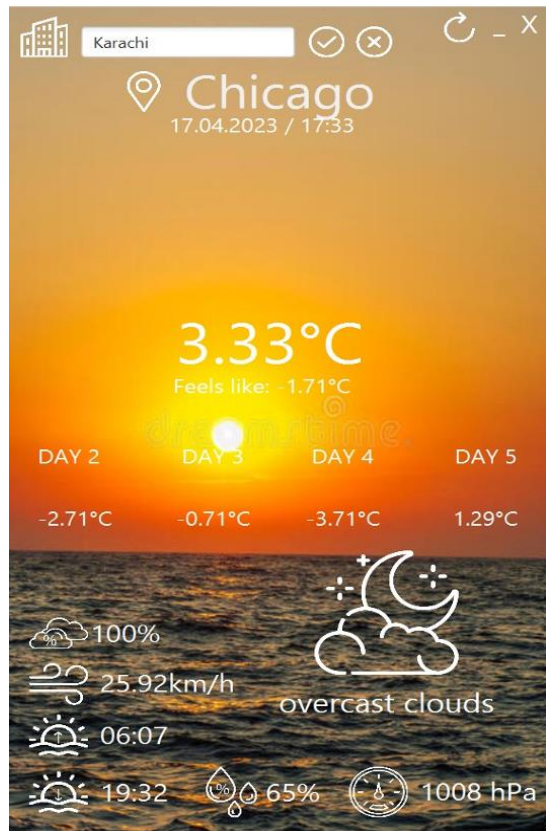 Karachi
_ X
Chicago
17.04.2023 / 17:33
3.33°C
Feels like: -1.71°C
dreamstime.
DAY 2 DAY 3 DAY 4 DAY 5
-2.71°C -0.71°C -3.71°C 1.29°C
% 100%
25.92km/h
overcast clouds
06:07
19:32 % 65% 1008 hPa